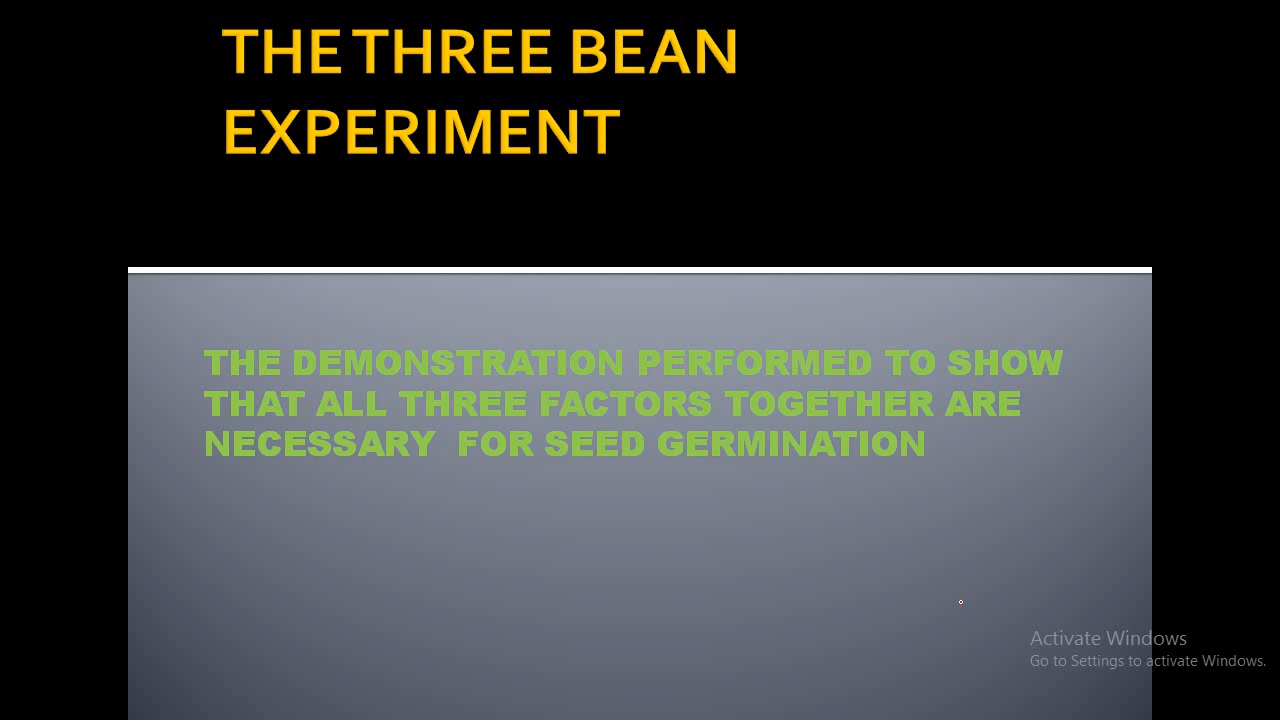 THE THREE BEAN
EXPERIMENT
THE DEMONSTRATION PERFORMED TO SHOW
THAT ALL THREE FACTORS TOGETHER ARE
NECESSARY FOR SEED GERMINATION
Activate Windows
Go to Settings to activate Windows.